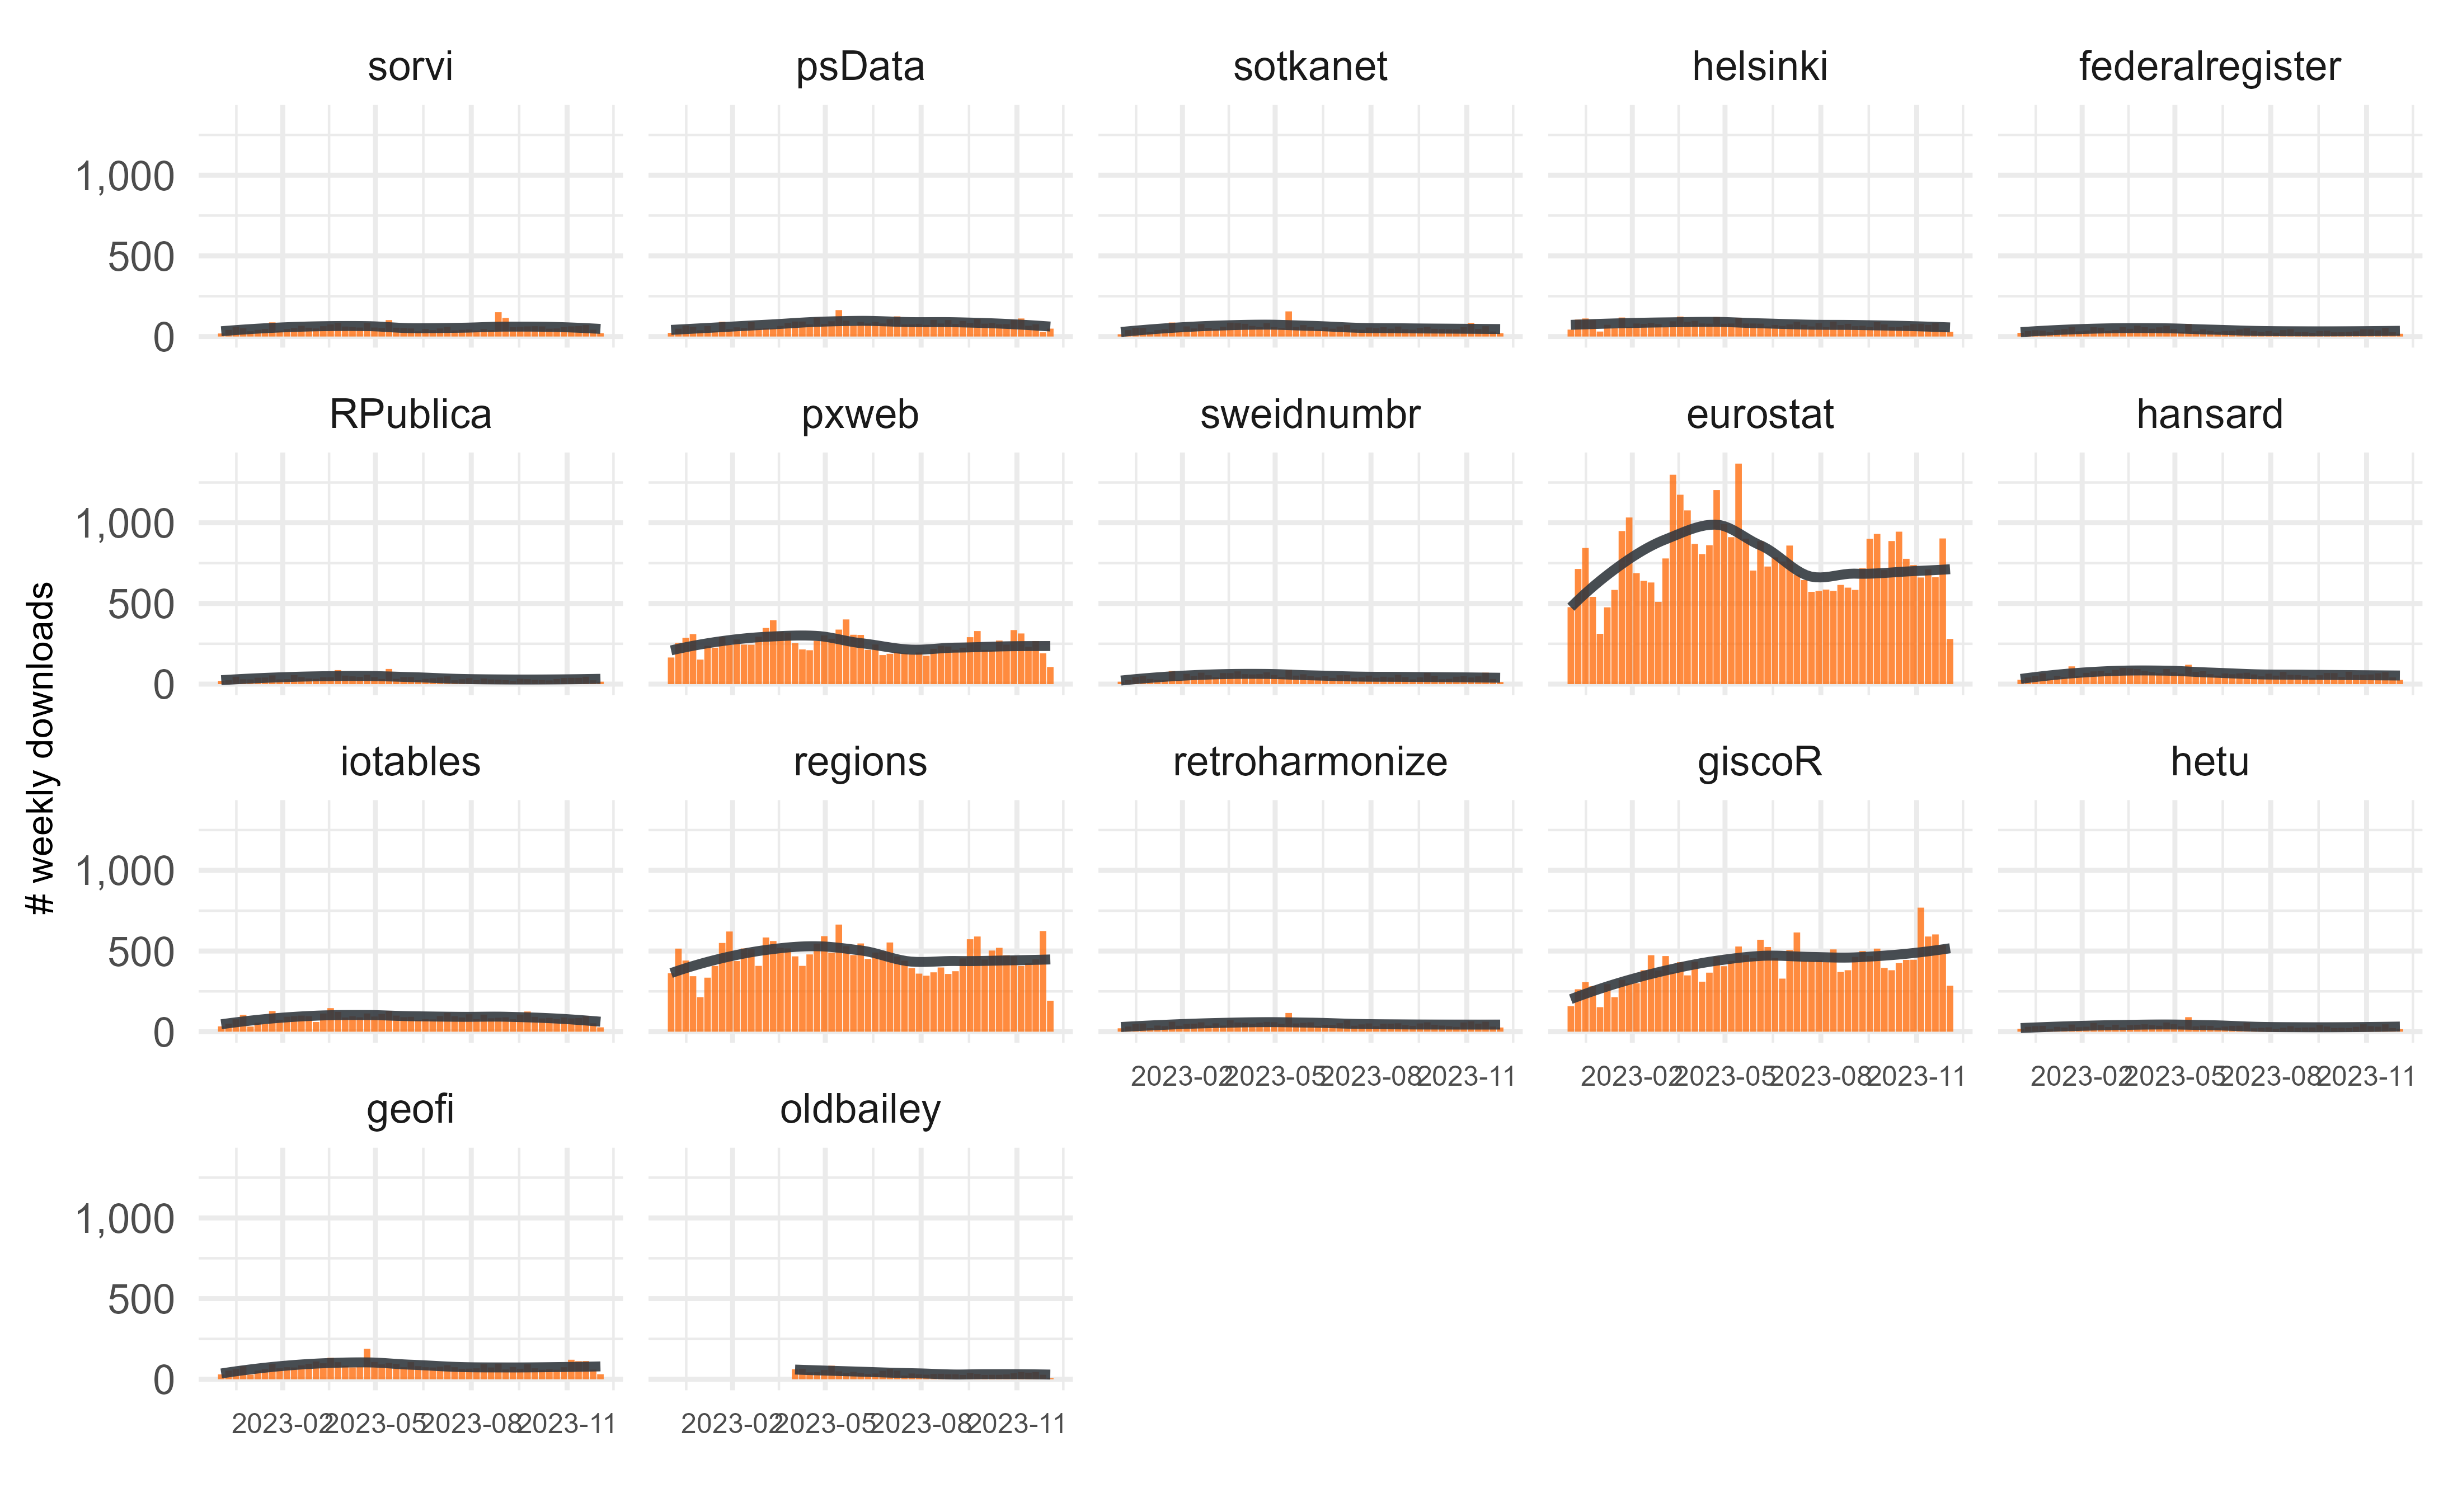 sorvi psData sotkanet helsinki federalregister
1,000
500
0
RPublica pxweb sweidnumbr eurostat hansard
1,000
500
0
# weekly downloads
iotables regions retroharmonize giscoR hetu
1,000
500
0
2023-02 2023-05 2023-08 2023-11 2023-02 2023-05 2023-08 2023-11 2023-02 2023-05 2023-08 2023-11
geofi oldbailey
1,000
500
0
2023-02 2023-05 2023-08 2023-11 2023-02 2023-05 2023-08 2023-11